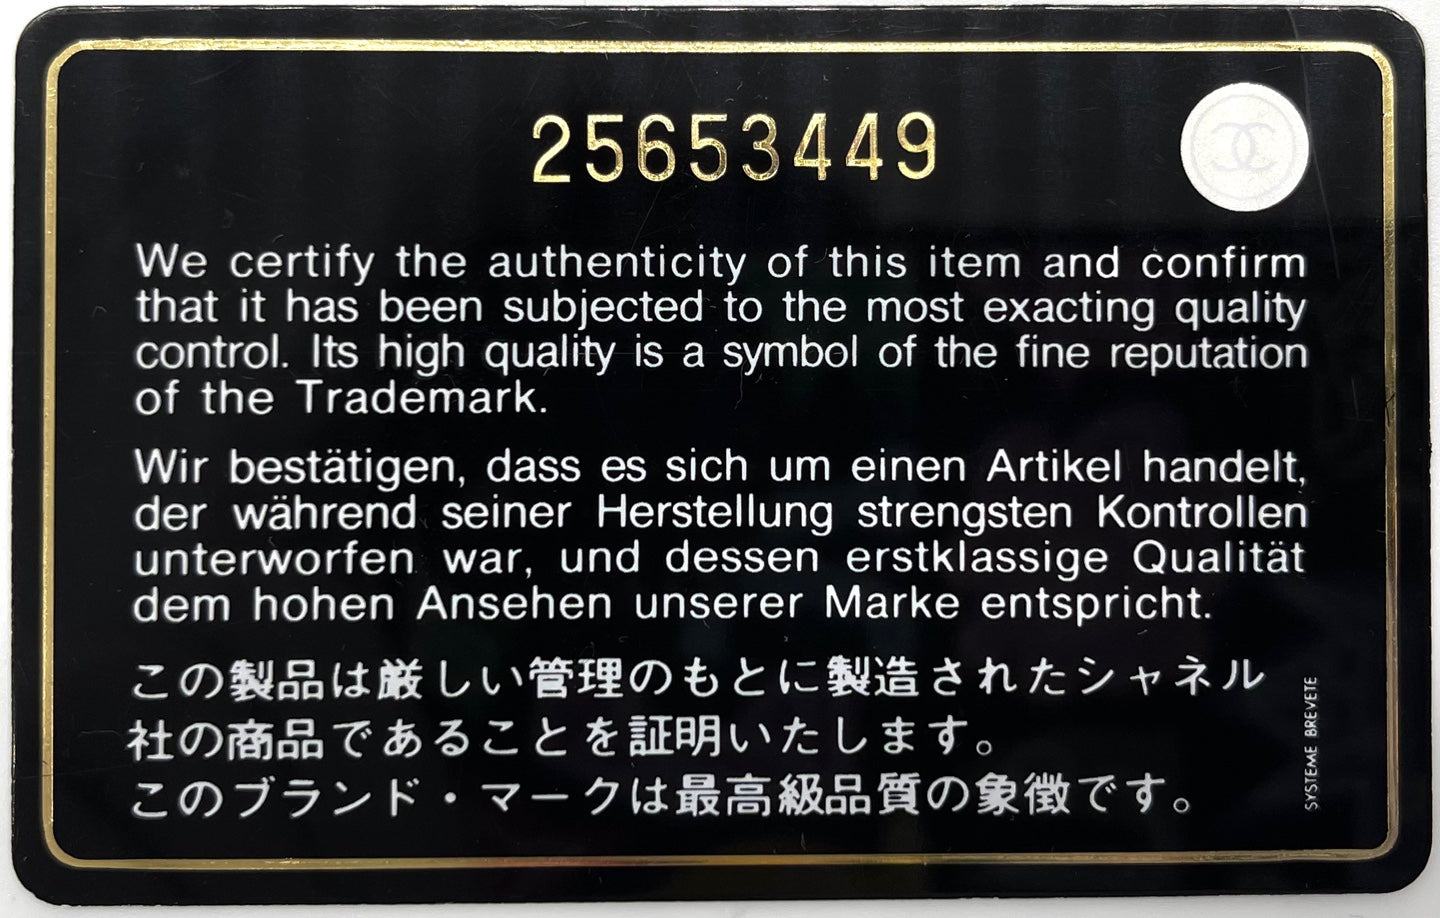 25653449
We certify the authenticity of this item and confirm
that it has been subjected to the most exacting quality
control. Its high quality is a symbol of the fine reputation
of the Trademark.
Wir bestätigen, dass es sich um einen Artikel handelt,
der während seiner Herstellung strengsten Kontrollen
unterworfen war, und dessen erstklassige Qualität
dem hohen Ansehen unserer Marke entspricht.
この製品は厳しい管理のもとに製造されたシャネル
社の商品であることを証明いたします。
このブランド・マークは最高級品質の象徴です。
SYSTEME BREVETE